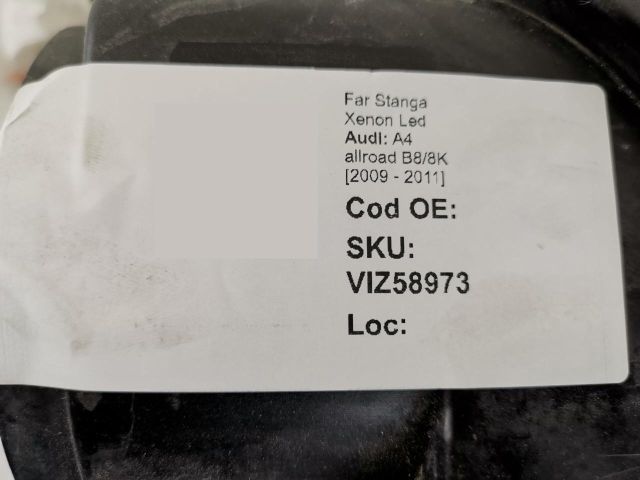 Far Stanga
Xenon Led
Audi: A4
allroad B8/8K
[2009 - 2011]
Cod OE:
SKU:
VIZ58973
Loc: